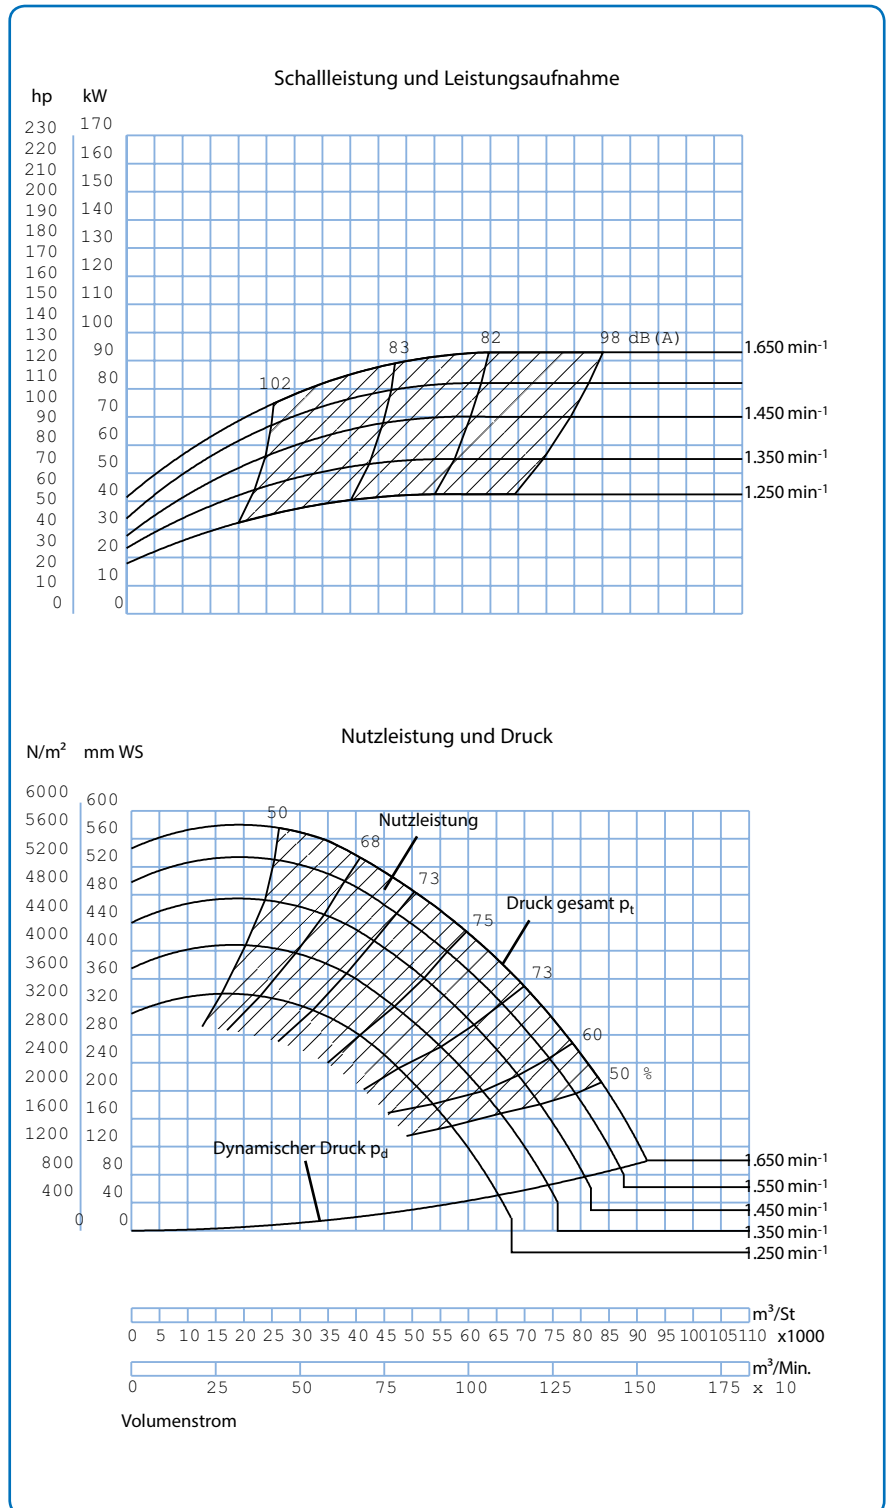 Schallleistung und Leistungsaufnahme
hp kW
230 170
220 160
210
200 150
190 140
180
170 130
160 120
150 110
140
130 100
120 90
110 80
100
90 70
80 60
70 50
60
50 40
40 30
30 20
20
10 10
0 0
102
83
82
98 dB(A)
1.650 min-1
1.450 min-1
1.350 min-1
1.250 min-1
Nutzleistung und Druck
N/m² mm WS
6000 600
5600 560
5200 520
4800 480
4400 440
4000 400
3600 360
3200 320
2800 280
2400 240
2000 200
1600 160
1200 120
800 80
400 40
0 0
50
Nutzleistung
68
73
Druck gesamt pt
75
73
60
50 %
Dynamischer Druck pd
1.650 min-1
1.550 min-1
1.450 min-1
1.350 min-1
1.250 min-1
m³/St
0 5 10 15 20 25 30 35 40 45 50 55 60 65 70 75 80 85 90 95 100 105 110 x1000
m³/Min.
0 25 50 75 100 125 150 175 x 10
Volumenstrom